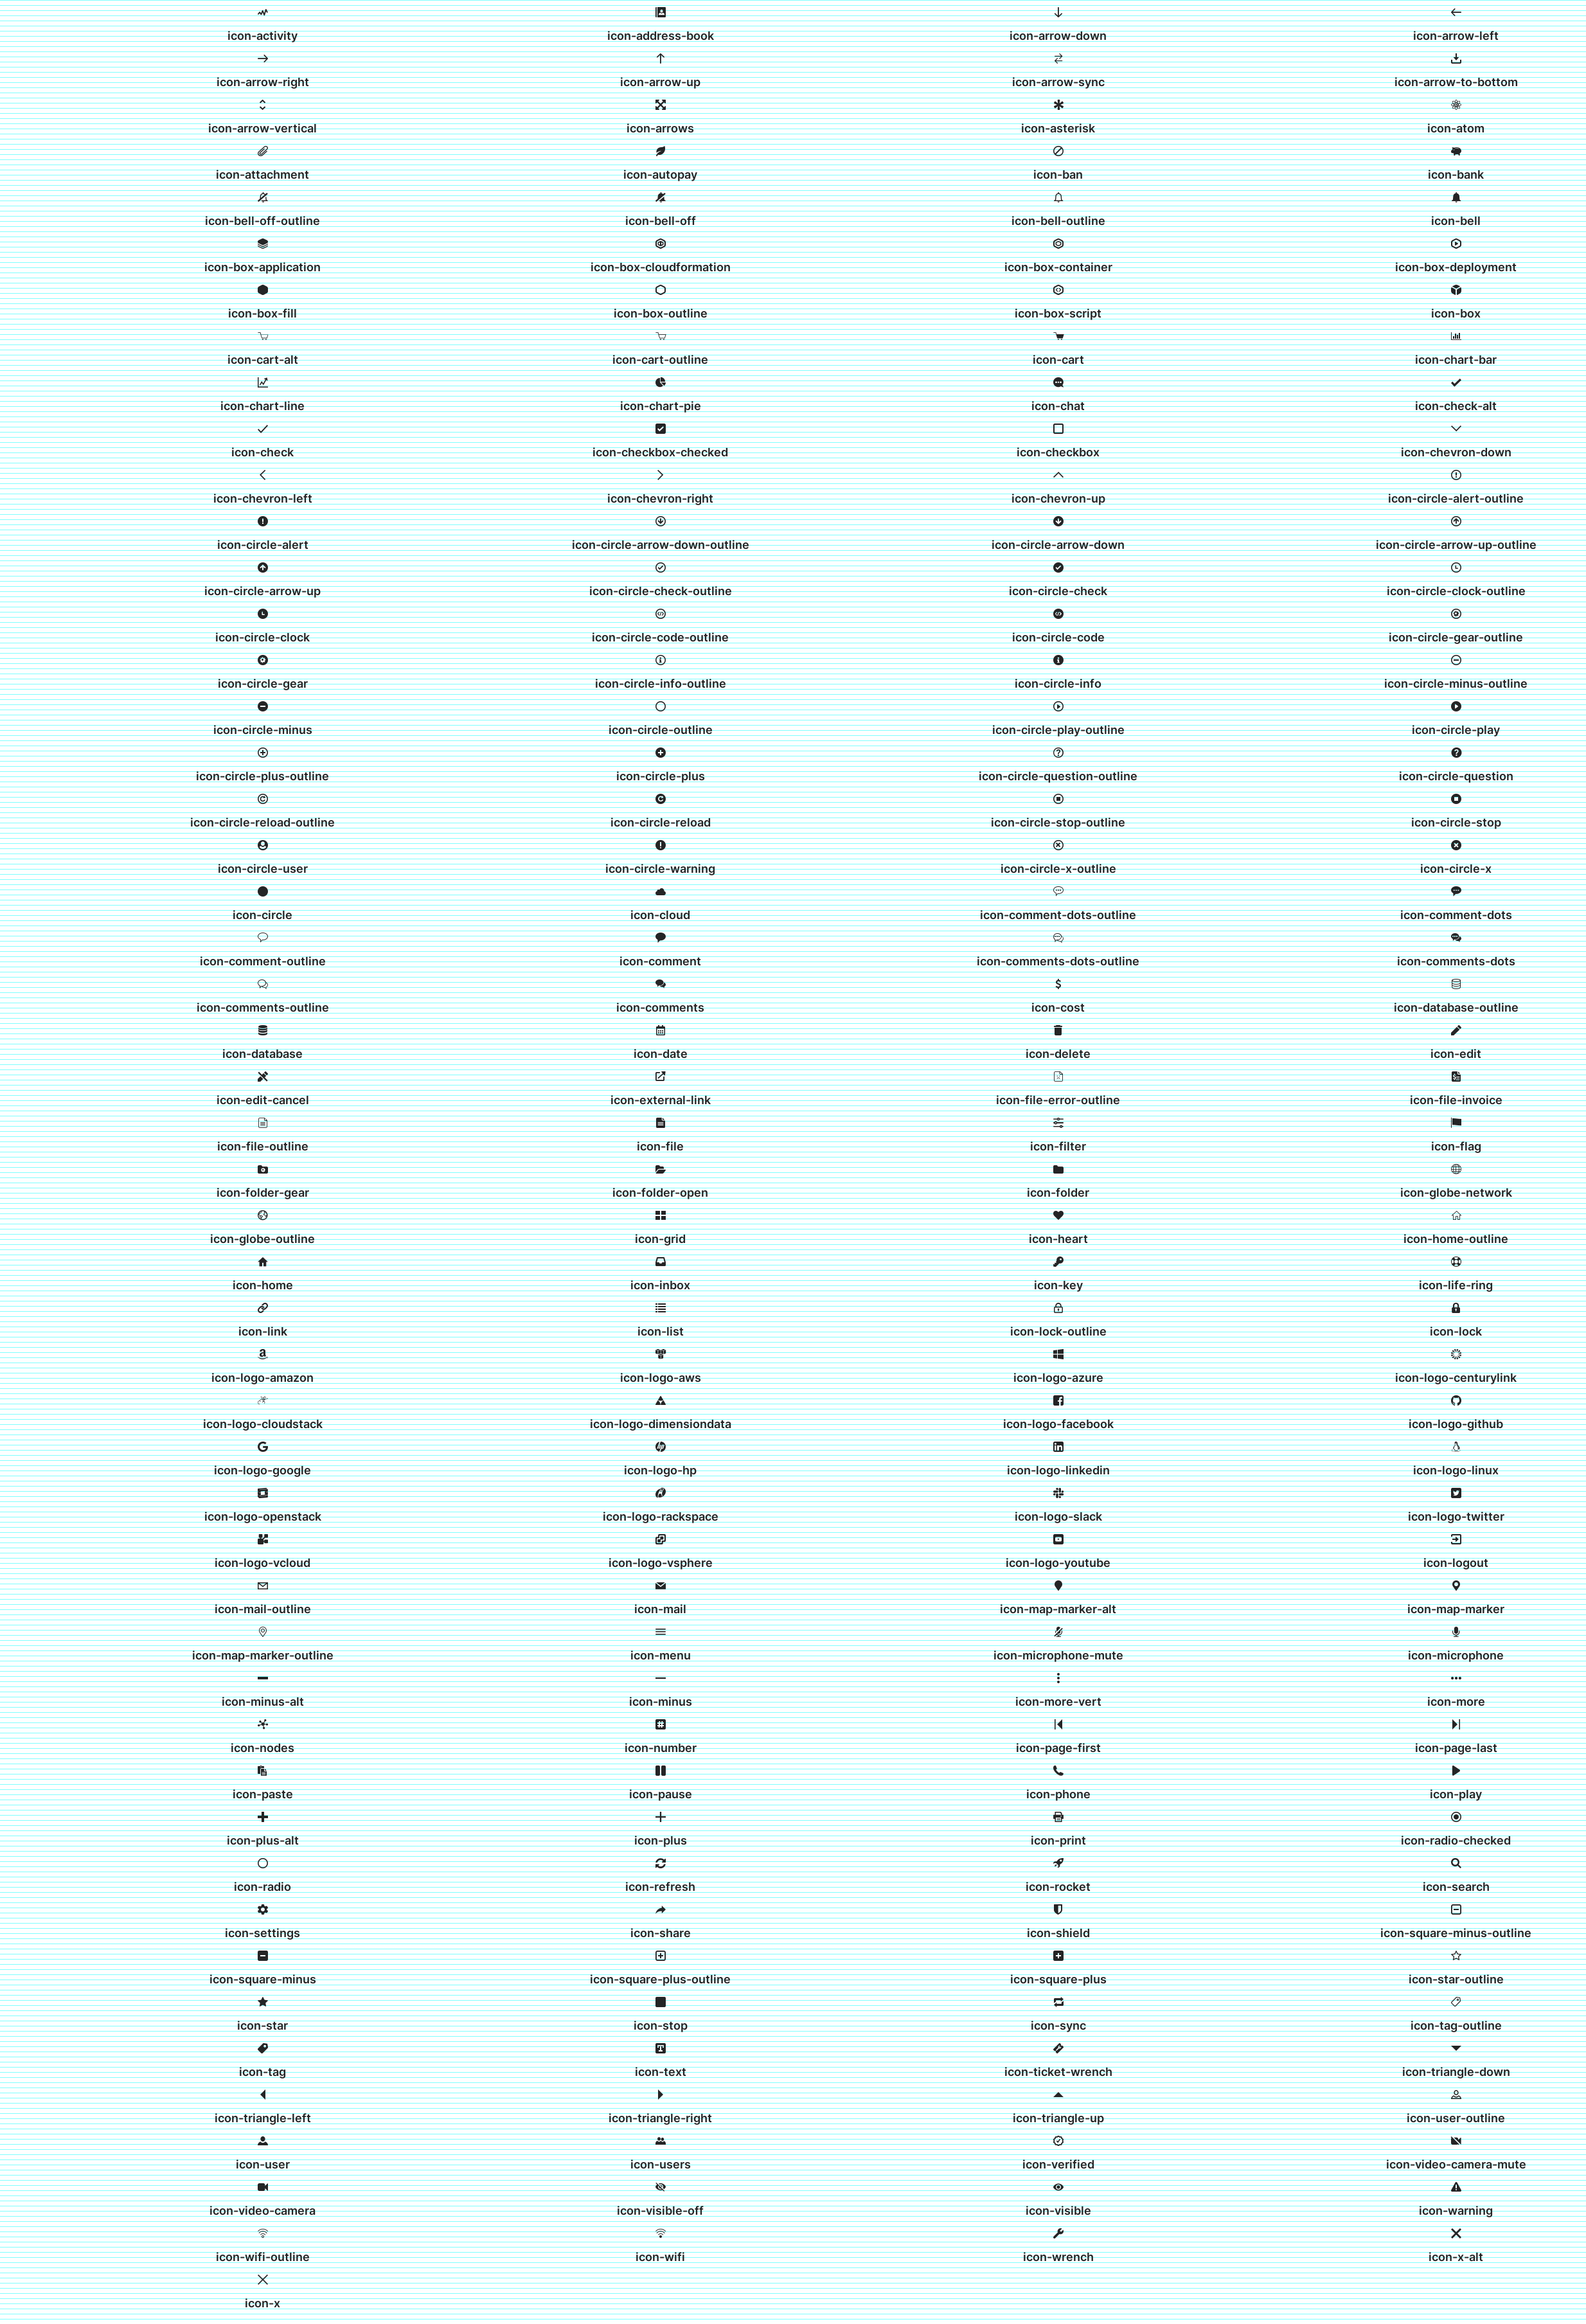 icon-activity icon-address-book icon-arrow-down icon-arrow-left
icon-arrow-right icon-arrow-up icon-arrow-sync icon-arrow-to-bottom
icon-arrow-vertical icon-arrows icon-asterisk icon-atom
icon-attachment icon-autopay icon-ban icon-bank
icon-bell-off-outline icon-bell-off icon-bell-outline icon-bell
icon-box-application icon-box-cloudformation icon-box-container icon-box-deployment
icon-box-fill icon-box-outline icon-box-script icon-box
icon-cart-alt icon-cart-outline icon-cart icon-chart-bar
icon-chart-line icon-chart-pie icon-chat icon-check-alt
icon-check icon-checkbox-checked icon-checkbox icon-chevron-down
icon-chevron-left icon-chevron-right icon-chevron-up icon-circle-alert-outline
icon-circle-alert icon-circle-arrow-down-outline icon-circle-arrow-down icon-circle-arrow-up-outline
icon-circle-arrow-up icon-circle-check-outline icon-circle-check icon-circle-clock-outline
icon-circle-clock icon-circle-code-outline icon-circle-code icon-circle-gear-outline
icon-circle-gear icon-circle-info-outline icon-circle-info icon-circle-minus-outline
icon-circle-minus icon-circle-outline icon-circle-play-outline icon-circle-play
icon-circle-plus-outline icon-circle-plus icon-circle-question-outline icon-circle-question
icon-circle-reload-outline icon-circle-reload icon-circle-stop-outline icon-circle-stop
icon-circle-user icon-circle-warning icon-circle-x-outline icon-circle-x
icon-circle icon-cloud icon-comment-dots-outline icon-comment-dots
icon-comment-outline icon-comment icon-comments-dots-outline icon-comments-dots
icon-comments-outline icon-comments icon-cost icon-database-outline
icon-database icon-date icon-delete icon-edit
icon-edit-cancel icon-external-link icon-file-error-outline icon-file-invoice
icon-file-outline icon-file icon-filter icon-flag
icon-folder-gear icon-folder-open icon-folder icon-globe-network
icon-globe-outline icon-grid icon-heart icon-home-outline
icon-home icon-inbox icon-key icon-life-ring
icon-link icon-list icon-lock-outline icon-lock
icon-logo-amazon icon-logo-aws icon-logo-azure icon-logo-centurylink
icon-logo-cloudstack icon-logo-dimensiondata icon-logo-facebook icon-logo-github
icon-logo-google icon-logo-hp icon-logo-linkedin icon-logo-linux
icon-logo-openstack icon-logo-rackspace icon-logo-slack icon-logo-twitter
icon-logo-vcloud icon-logo-vsphere icon-logo-youtube icon-logout
icon-mail-outline icon-mail icon-map-marker-alt icon-map-marker
icon-map-marker-outline icon-menu icon-microphone-mute icon-microphone
icon-minus-alt icon-minus icon-more-vert icon-more
icon-nodes icon-number icon-page-first icon-page-last
icon-paste icon-pause icon-phone icon-play
icon-plus-alt icon-plus icon-print icon-radio-checked
icon-radio icon-refresh icon-rocket icon-search
icon-settings icon-share icon-shield icon-square-minus-outline
icon-square-minus icon-square-plus-outline icon-square-plus icon-star-outline
icon-star icon-stop icon-sync icon-tag-outline
icon-tag icon-text icon-ticket-wrench icon-triangle-down
icon-triangle-left icon-triangle-right icon-triangle-up icon-user-outline
icon-user icon-users icon-verified icon-video-camera-mute
icon-video-camera icon-visible-off icon-visible icon-warning
icon-wifi-outline icon-wifi icon-wrench icon-x-alt
icon-x